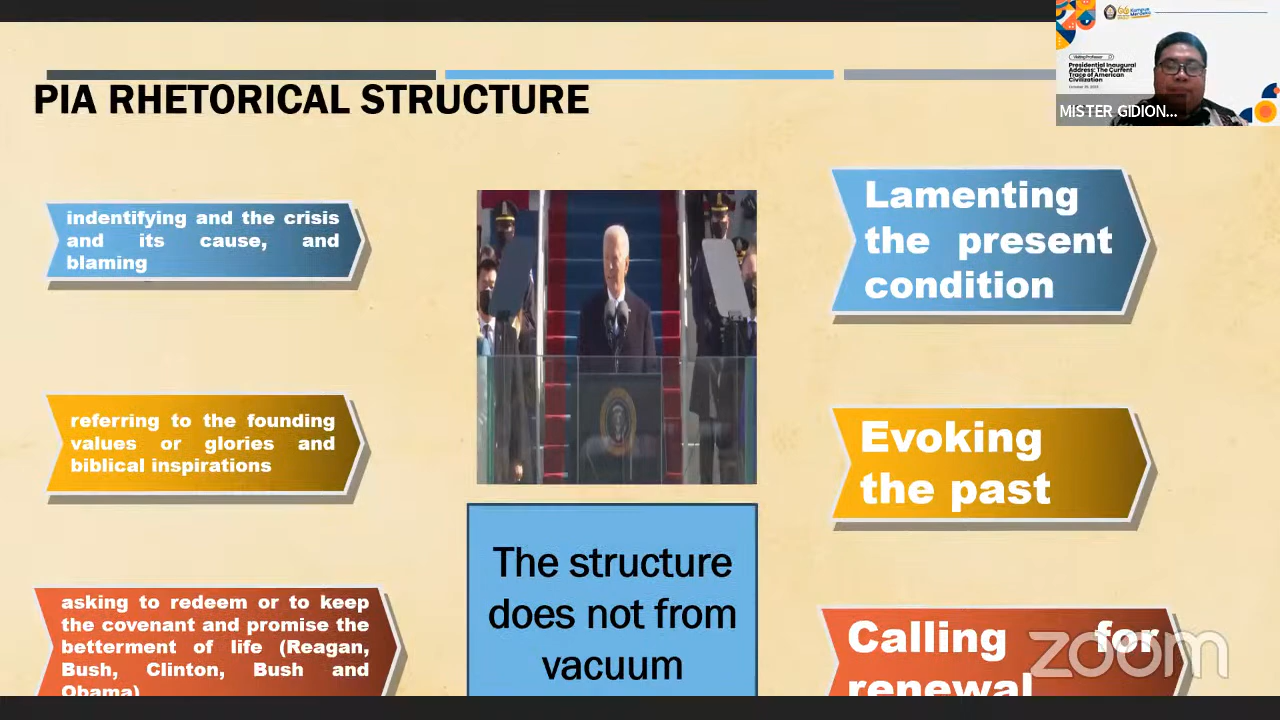 PIA RHETORICAL STRUCTURE
indentifying and the crisis
and its cause, and
blaming
referring to the founding
values or glories and
biblical inspirations
asking to redeem or to keep
the covenant and promise the
betterment of life (Reagan,
Bush, Clinton, Bush and
Obama)
The structure
does not from
vacuum
Lamenting
the present
condition
Evoking
the past
Calling for
renewal
zoom
Presidential Inaugural
Address: The Current
Trace of American
Civilization
MISTER GIDION...